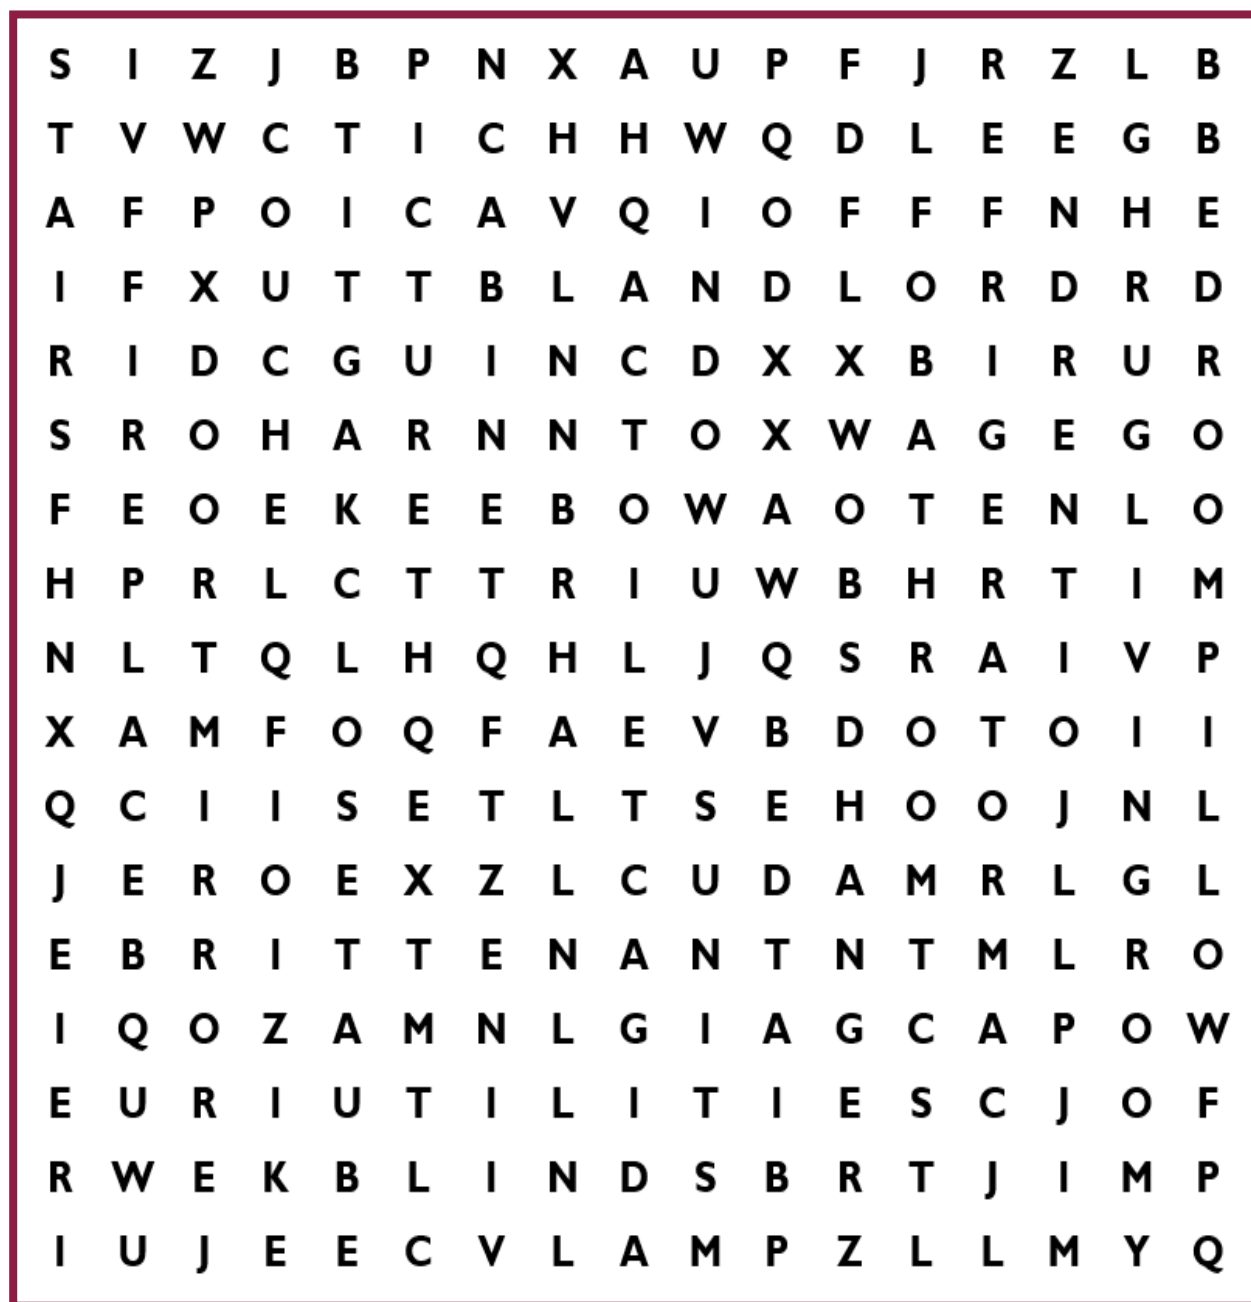 S I Z J B P N X A U P F J R Z L B
T V W C T I C H H W Q D L E E G B
A F P O I C A V Q I O F F F N H E
I F X U T T B L A N D L O R D R D
R I D C G U I N C D X X B I R U R
S R O H A R N N T O X W A G E G O
F E O E K E E B O W A O T E N L O
H P R L C T T R I U W B H R T I M
N L T Q L H Q H L J Q S R A I V P
X A M F O Q F A E V B D O T O I I
Q C I I S E T L T S E H O O J N L
J E R O E X Z L C U D A M R L G L
E B R I T T E N A N T N T M L R O
I Q O Z A M N L G I A G C A P O W
E U R I U T I L I T I E S C J O F
R W E K B L I N D S B R T J I M P
I U J E E C V L A M P Z L L M Y Q